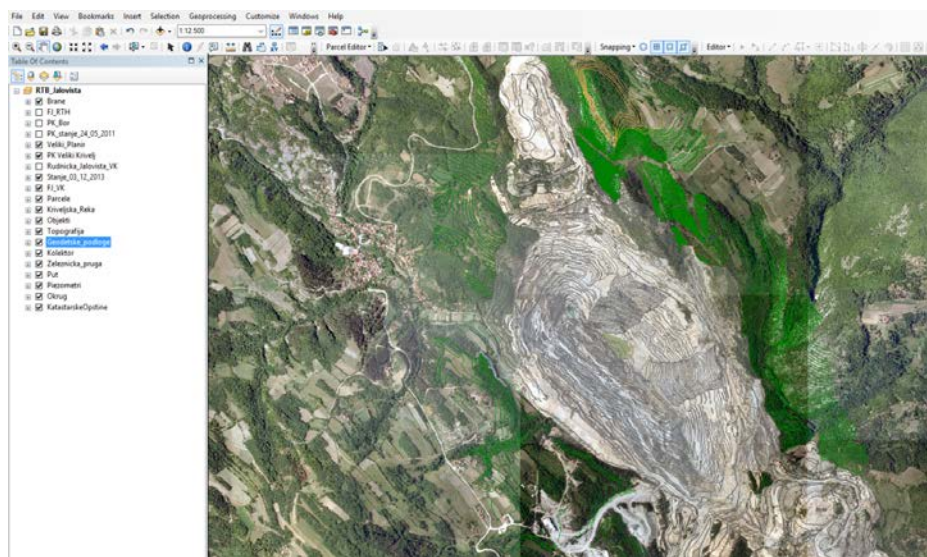 File Edit View Bookmarks Insert Selection Geoprocessing Customize Windows Help
1:12 500
Parcel Editor Snapping Editor
Table Of Contents
RTB_Jalovista
Brane
FJ_RTH
PK_Bor
PK_stanje_24_05_2011
Veliki_Planir
PK Veliki Krivelj
Rudnicka_Jalovista_VK
Stanje_03_12_2013
FJ_VK
Parcele
Kriveljska_Reka
Objekti
Topografija
Geodetske_podloge
Kolektor
Zeleznicka_pruga
Put
Piezometri
Okrug
KatastarskeOpstine